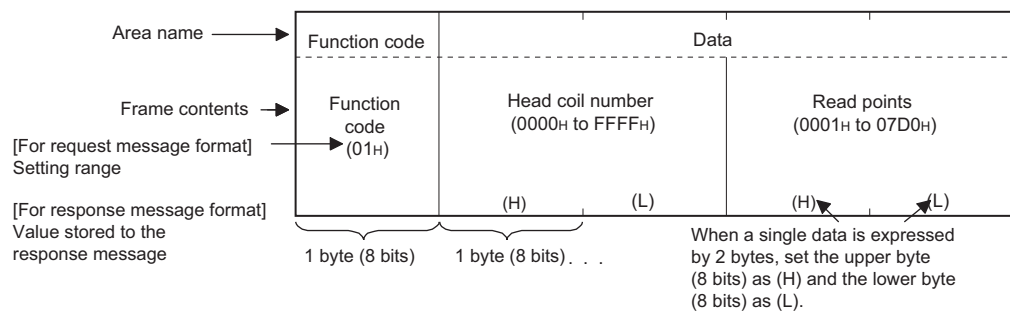 Area name
Function code
Data
Frame contents
Function
code
(01H)
Head coil number
(0000H to FFFFH)
Read points
(0001H to 07D0H)
[For request message format]
Setting range
(H)
(L)
(H)
(L)
[For response message format]
Value stored to the
response message
1 byte (8 bits)
1 byte (8 bits) . . .
When a single data is expressed
by 2 bytes, set the upper byte
(8 bits) as (H) and the lower byte
(8 bits) as (L).